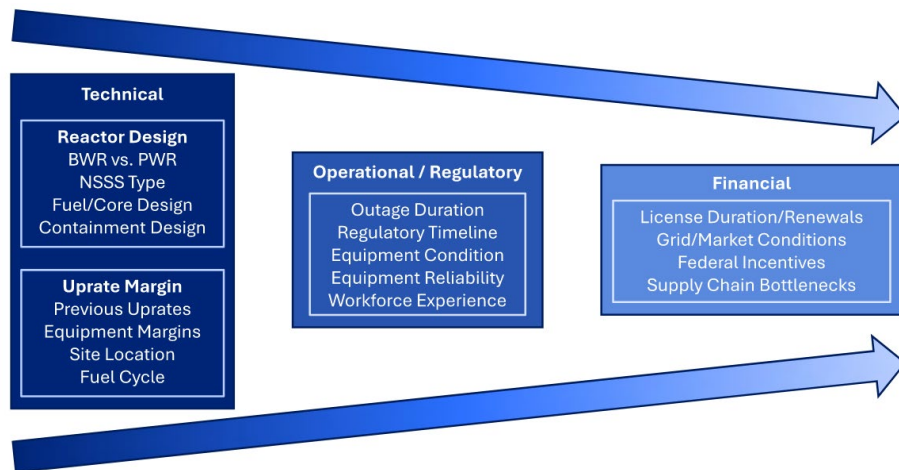 Technical
Reactor Design
BWR vs. PWR
NSSS Type
Fuel/Core Design
Containment Design
Uprate Margin
Previous Uprates
Equipment Margins
Site Location
Fuel Cycle
Operational / Regulatory
Outage Duration
Regulatory Timeline
Equipment Condition
Equipment Reliability
Workforce Experience
Financial
License Duration/Renewals
Grid/Market Conditions
Federal Incentives
Supply Chain Bottlenecks